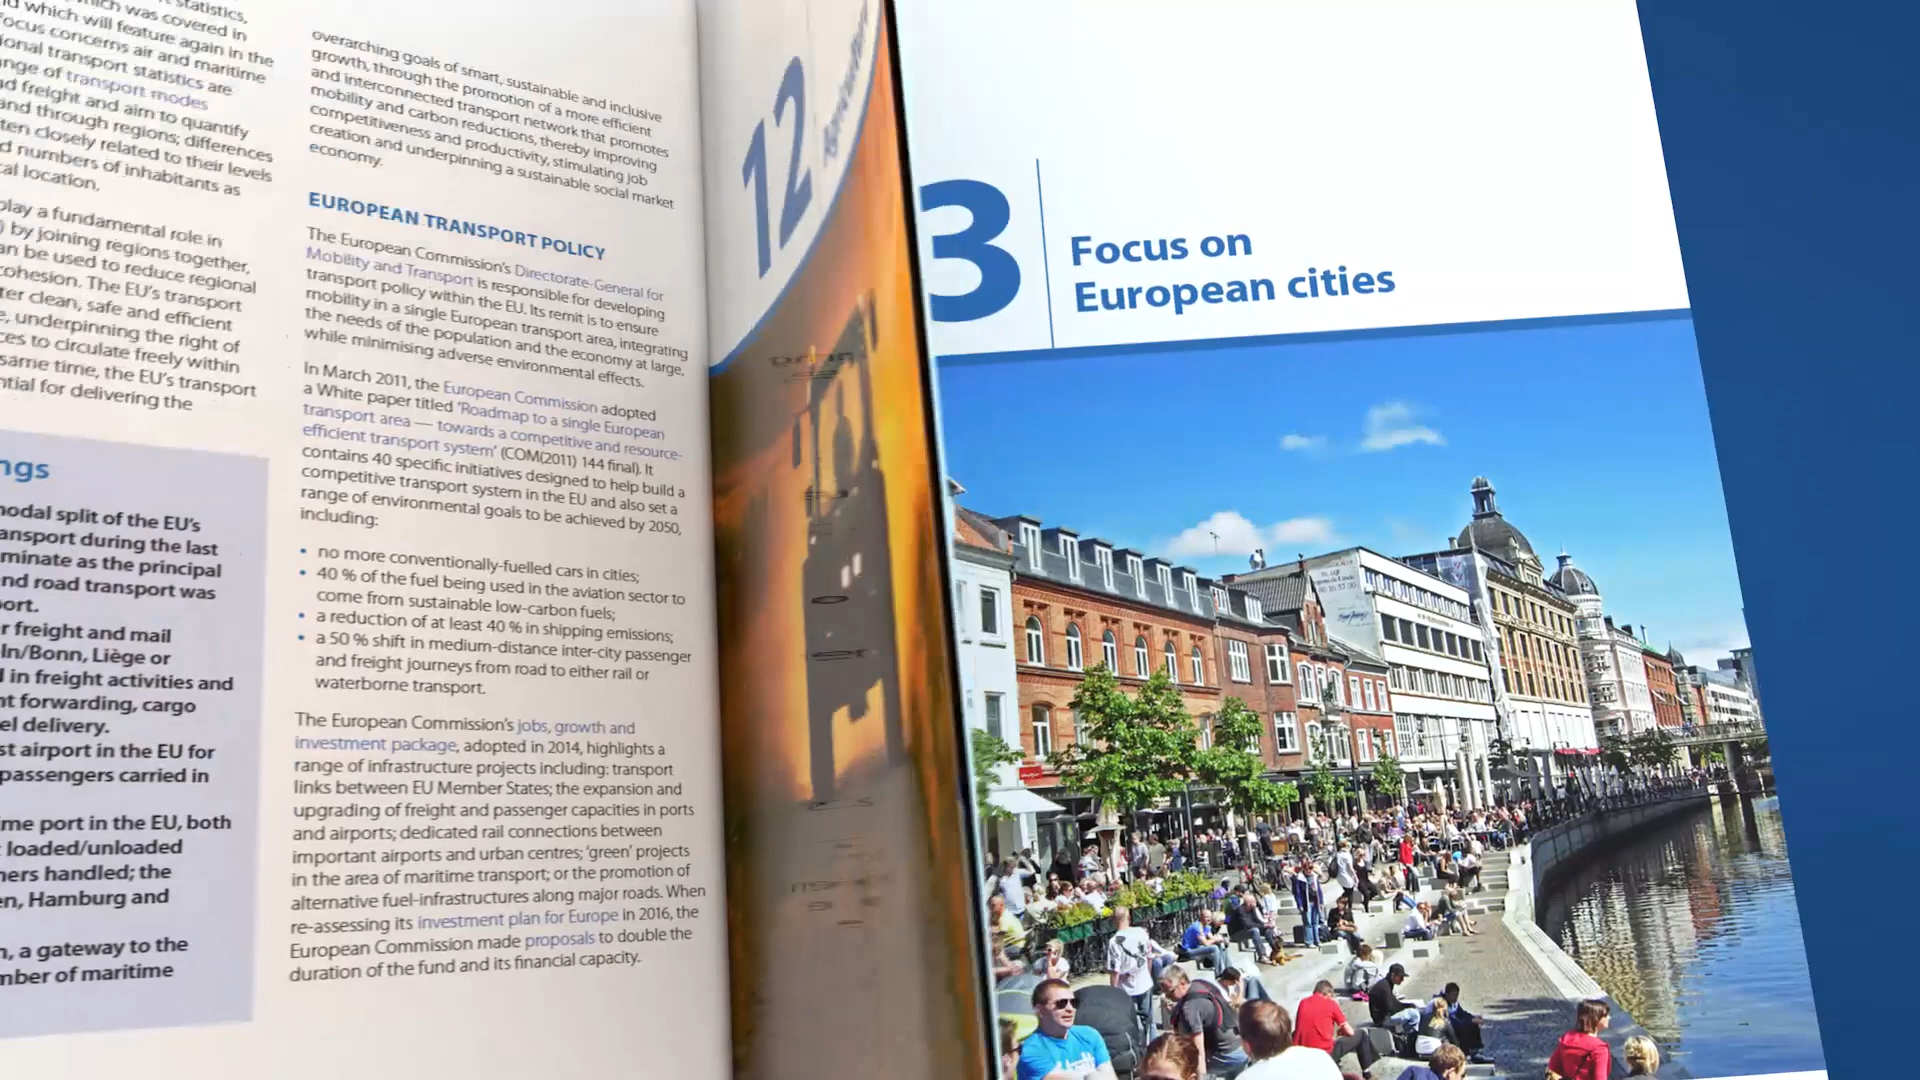 statistics,
which was covered in
which will feature again in the
focus concerns air and maritime
transport statistics are
range of transport modes
freight and aim to quantify
and through regions; differences
often closely related to their levels
numbers of inhabitants as
location.
play a fundamental role in
by joining regions together,
can be used to reduce regional
cohesion. The EU's transport
clean, safe and efficient
underpinning the right of
to circulate freely within
same time, the EU's transport
for delivering the
modal split of the EU's
transport during the last
as the principal
and road transport was
freight and mail
Köln/Bonn, Liège or
in freight activities and
forwarding, cargo
delivery.
airport in the EU for
passengers carried in
port in the EU, both
loaded/unloaded
handled; the
Hamburg and
a gateway to the
number of maritime
overarching goals of smart, sustainable and inclusive
growth, through the promotion of a more efficient
and interconnected transport network that promotes
mobility and carbon reductions, thereby improving
competitiveness and productivity, stimulating job
creation and underpinning a sustainable social market
economy.
EUROPEAN TRANSPORT POLICY
The European Commission's Directorate-General for
Mobility and Transport is responsible for developing
transport policy within the EU. Its remit is to ensure
mobility in a single European transport area, integrating
the needs of the population and the economy at large,
while minimising adverse environmental effects.
In March 2011, the European Commission adopted
a White paper titled 'Roadmap to a single European
transport area — towards a competitive and resource-
efficient transport system' (COM(2011) 144 final). It
contains 40 specific initiatives designed to help build a
competitive transport system in the EU and also set a
range of environmental goals to be achieved by 2050,
including:
• no more conventionally-fuelled cars in cities;
• 40 % of the fuel being used in the aviation sector to
come from sustainable low-carbon fuels;
• a reduction of at least 40 % in shipping emissions;
• a 50 % shift in medium-distance inter-city passenger
and freight journeys from road to either rail or
waterborne transport.
The European Commission's jobs, growth and
investment package, adopted in 2014, highlights a
range of infrastructure projects including: transport
links between EU Member States; the expansion and
upgrading of freight and passenger capacities in ports
and airports; dedicated rail connections between
important airports and urban centres; 'green' projects
in the area of maritime transport; or the promotion of
alternative fuel-infrastructures along major roads. When
re-assessing its investment plan for Europe in 2016, the
European Commission made proposals to double the
duration of the fund and its financial capacity.
12
3
Focus on
European cities